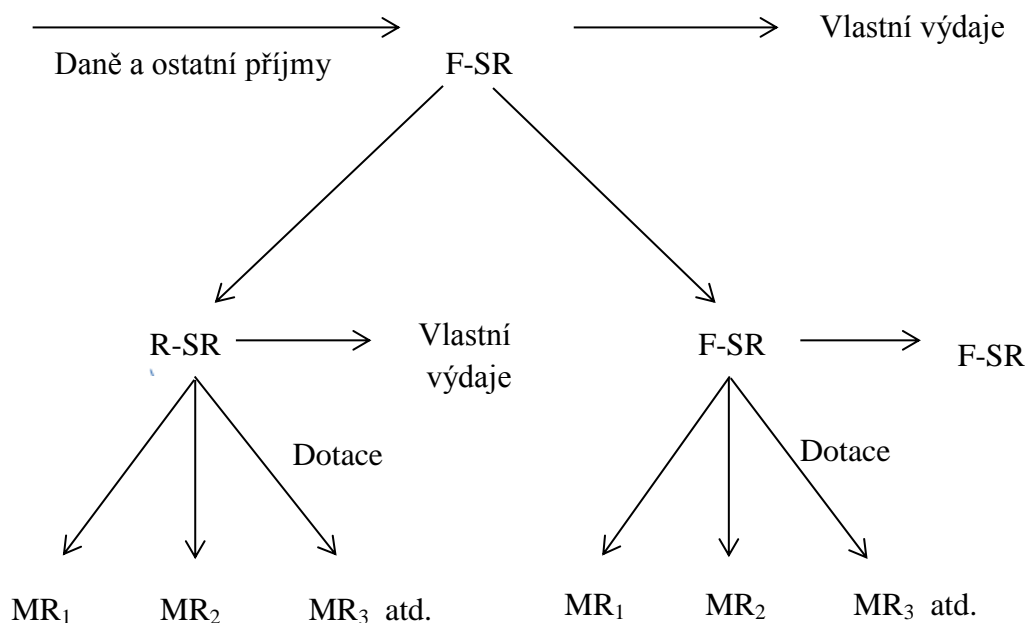 Vlastní výdaje
Daně a ostatní příjmy
F-SR
R-SR
Vlastní
výdaje
F-SR
F-SR
Dotace
Dotace
MR₁
MR₂
MR₃ atd.
MR₁
MR₂
MR₃ atd.